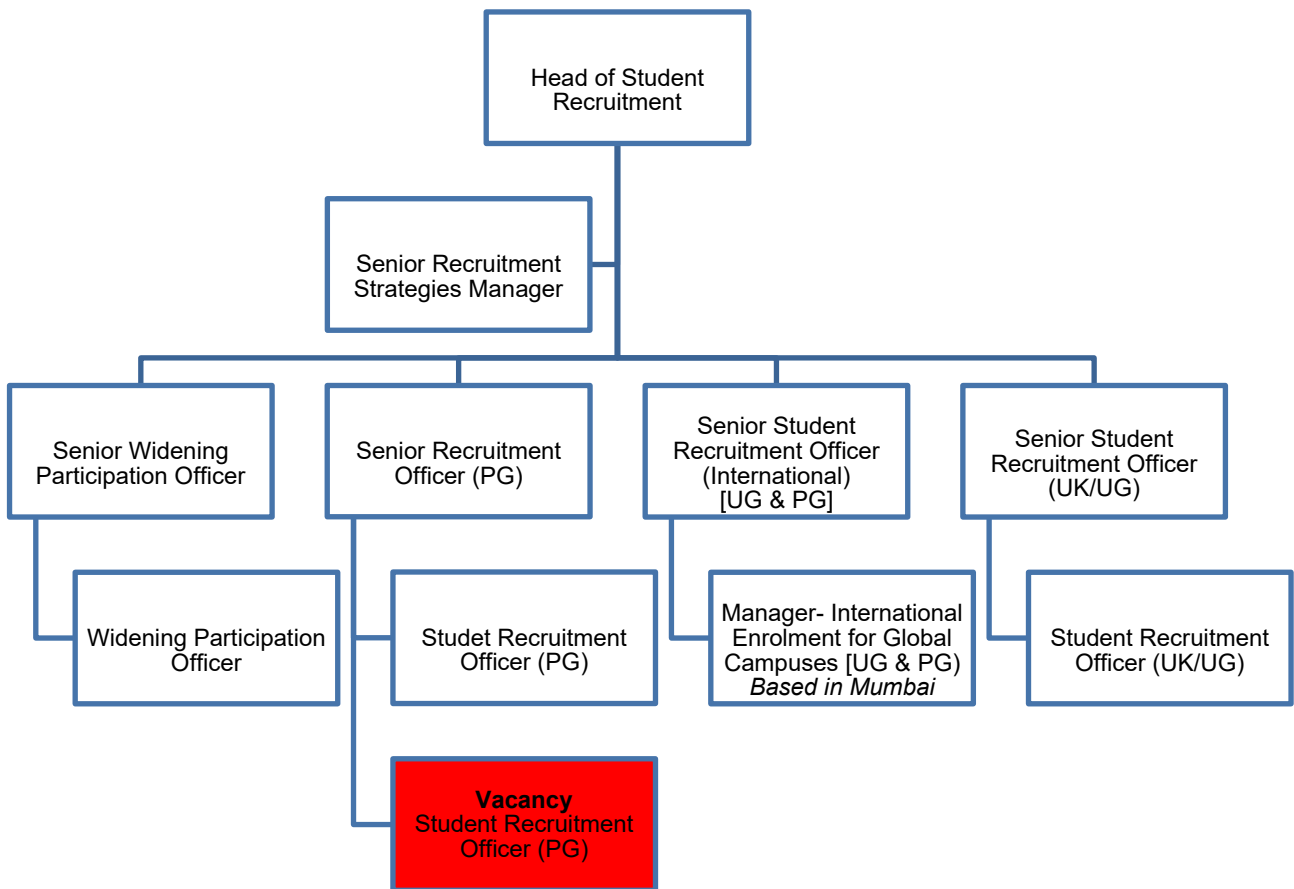 Head of Student
Recruitment
Senior Recruitment
Strategies Manager
Senior Widening
Participation Officer
Senior Recruitment
Officer (PG)
Senior Student
Recruitment Officer
(International)
[UG & PG]
Senior Student
Recruitment Officer
(UK/UG)
Widening Participation
Officer
Studet Recruitment
Officer (PG)
Manager- International
Enrolment for Global
Campuses [UG & PG)
Based in Mumbai
Student Recruitment
Officer (UK/UG)
Vacancy
Student Recruitment
Officer (PG)